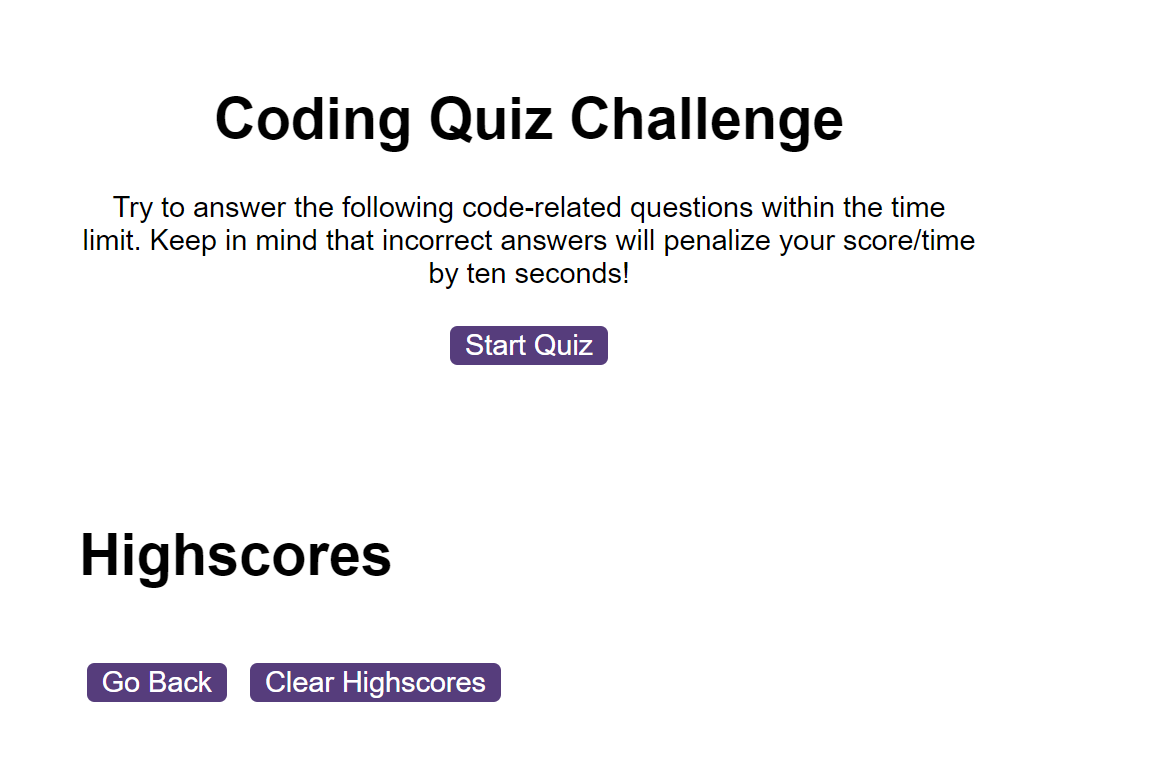 Coding Quiz Challenge
Try to answer the following code-related questions within the time
limit. Keep in mind that incorrect answers will penalize your score/time
by ten seconds!
Start Quiz
Highscores
Go Back
Clear Highscores